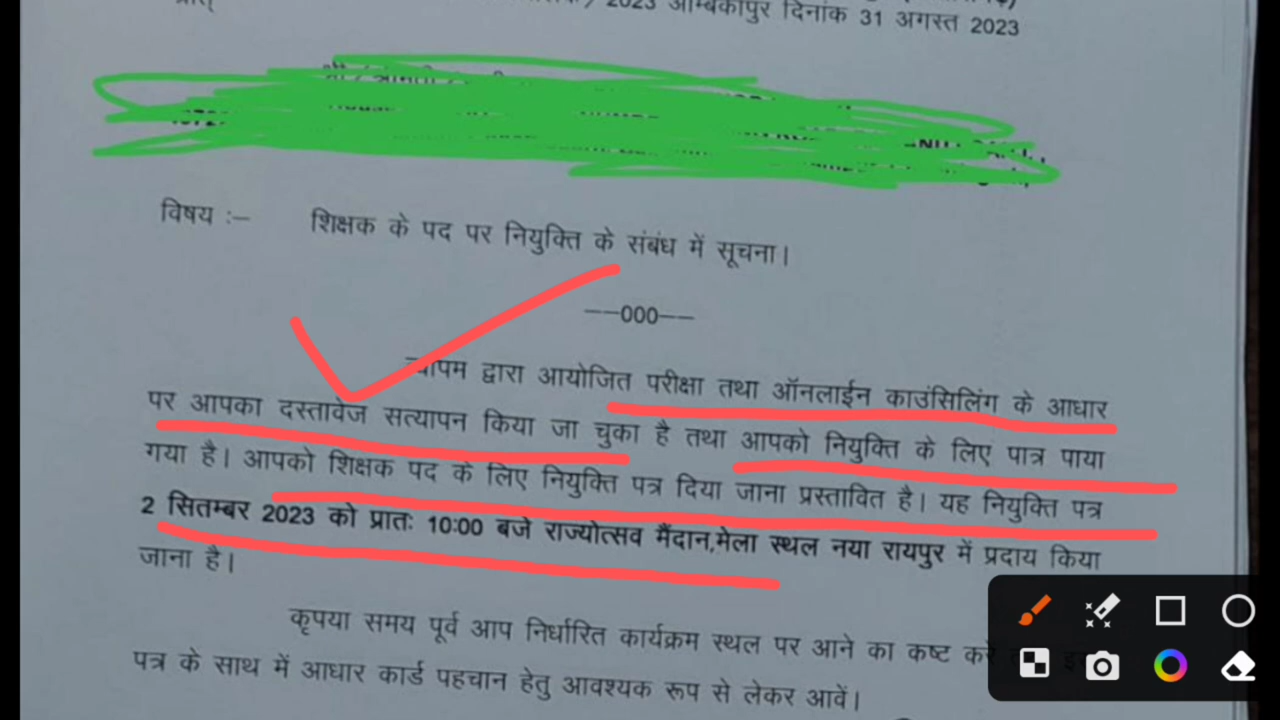 2023 अम्बिकापुर दिनांक 31 अगस्त 2023
विषय :– शिक्षक के पद पर नियुक्ति के संबंध में सूचना।
––000––
द्वारा आयोजित परीक्षा तथा ऑनलाईन काउंसिलिंग के आधार
पर आपका दस्तावेज सत्यापन किया जा चुका है तथा आपको नियुक्ति के लिए पात्र पाया
गया है। आपको शिक्षक पद के लिए नियुक्ति पत्र दिया जाना प्रस्तावित है। यह नियुक्ति पत्र
2 सितम्बर 2023 को प्रातः 10:00 बजे राज्योत्सव मैंदान,मेला स्थल नया रायपुर में प्रदाय किया
जाना है।
कृपया समय पूर्व आप निर्धारित कार्यक्रम स्थल पर आने का कष्ट करें
पत्र के साथ में आधार कार्ड पहचान हेतु आवश्यक रूप से लेकर आवें।